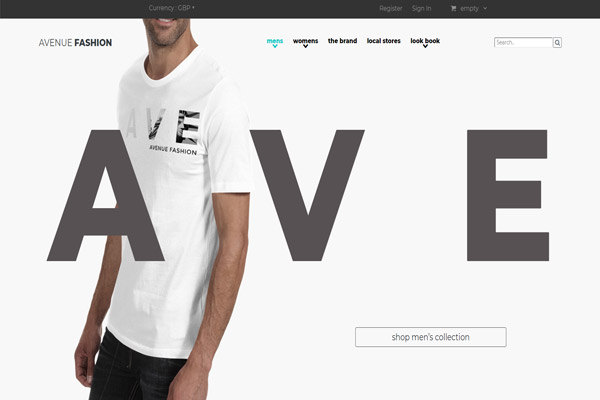 Currency : GBP
Register
Sign In
empty
AVENUE FASHION
mens
womens
the brand
local stores
look book
Search..
AVE
AVENUE FASHION
A V E
shop men's collection